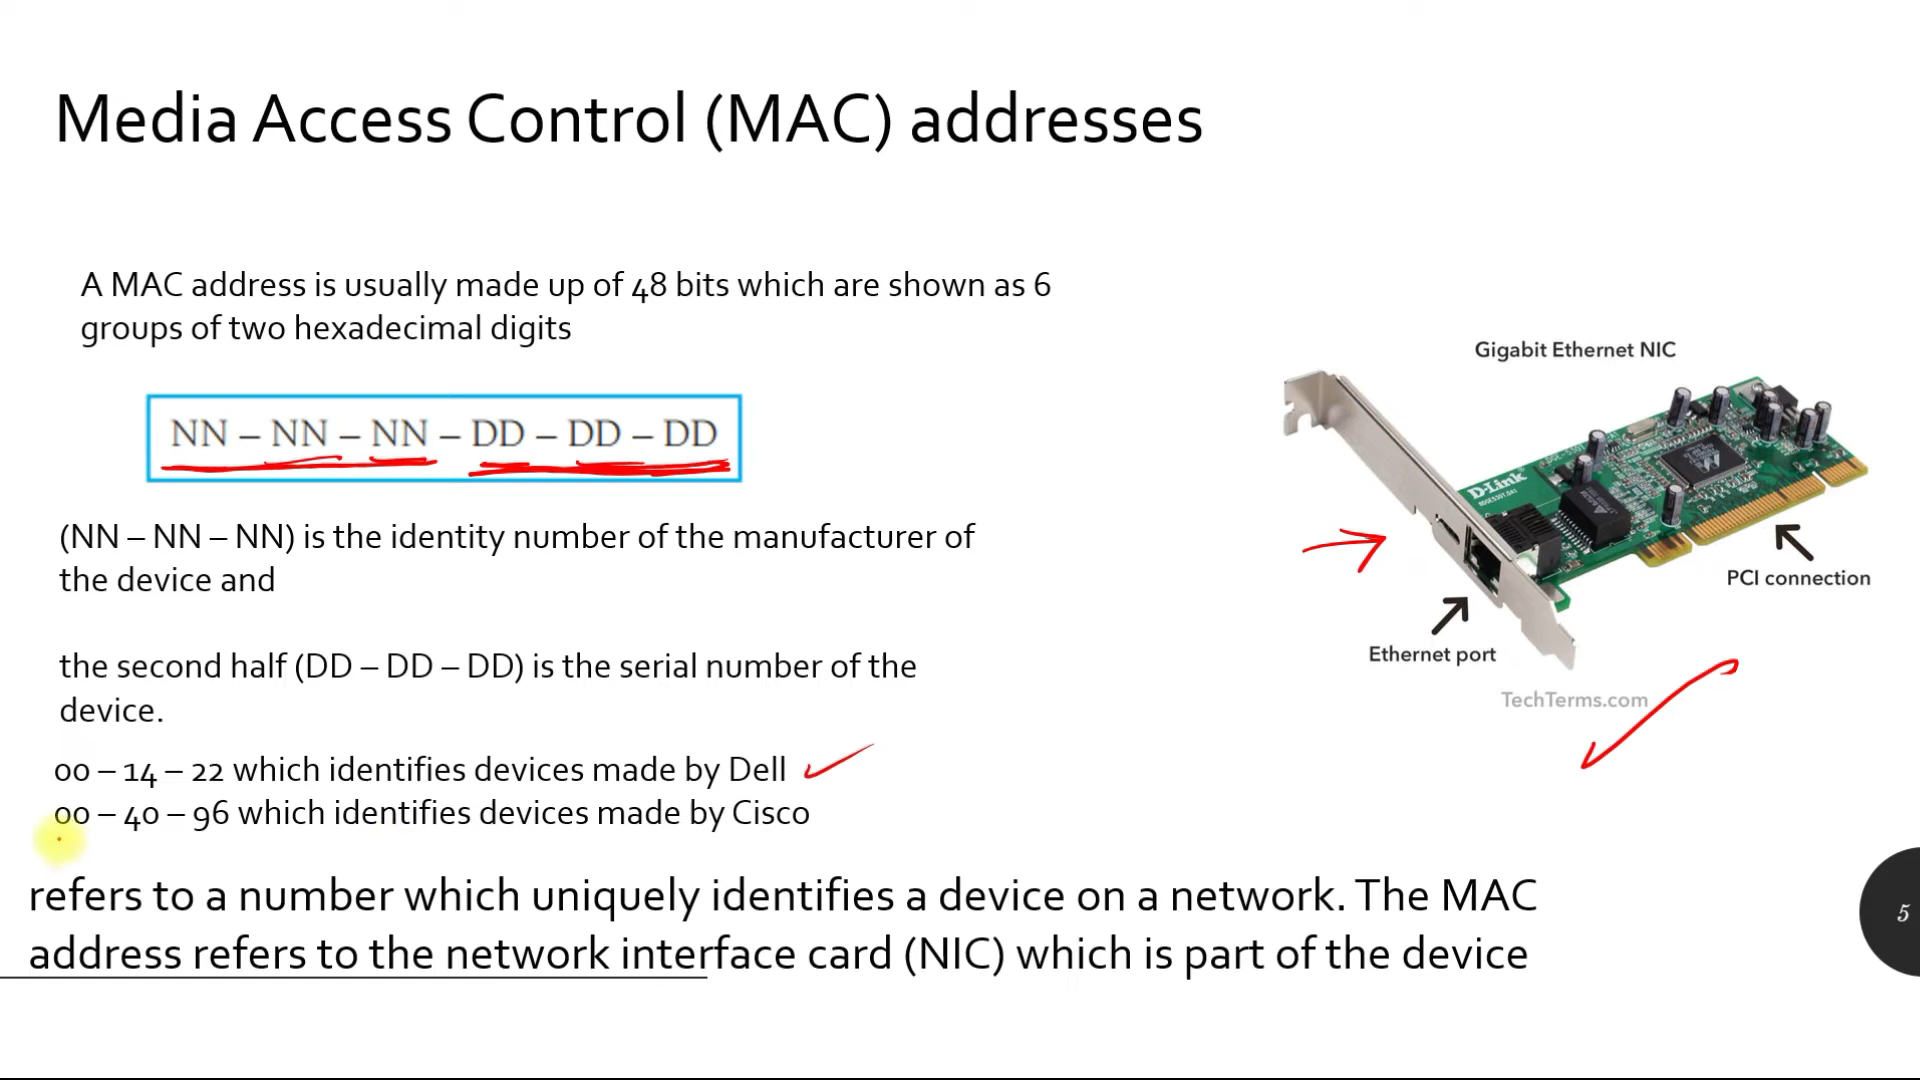 Media Access Control (MAC) addresses
A MAC address is usually made up of 48 bits which are shown as 6
groups of two hexadecimal digits
NN – NN – NN – DD – DD – DD
(NN – NN – NN) is the identity number of the manufacturer of
the device and
the second half (DD – DD – DD) is the serial number of the
device.
00 – 14 – 22 which identifies devices made by Dell
00 – 40 – 96 which identifies devices made by Cisco
refers to a number which uniquely identifies a device on a network. The MAC
address refers to the network interface card (NIC) which is part of the device
Gigabit Ethernet NIC
D-Link
PCI connection
Ethernet port
TechTerms.com
5